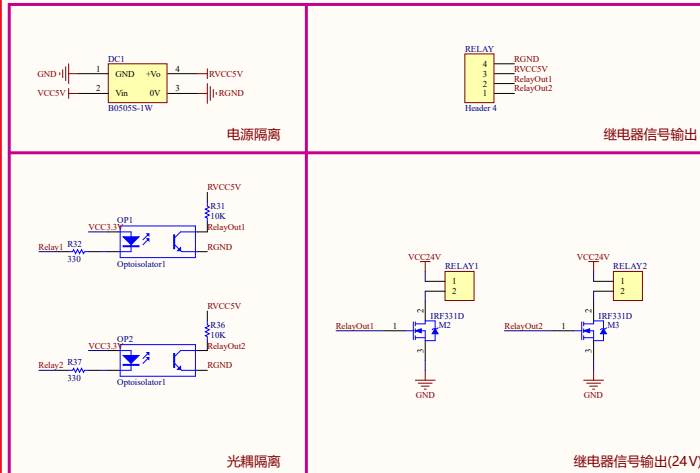 DC1
GND 1 GND +Vo 4 RVCC5V
VCC5V 2 Vin 0V 3 RGND
B0505S-1W
电源隔离
RELAY
4 RGND
3 RVCC5V
2 RelayOut1
1 RelayOut2
Header 4
继电器信号输出
RVCC5V
R31
10K
OP1
VCC3.3V
RelayOut1
Relay1 R32
330
RGND
Optoisolator1
RVCC5V
R36
10K
OP2
VCC3.3V
RelayOut2
Relay2 R37
330
RGND
Optoisolator1
光耦隔离
VCC24V
RELAY1
1
2
2
IRF331D
RelayOut1 1 M2
3
GND
VCC24V
RELAY2
1
2
2
IRF331D
RelayOut2 1 M3
3
GND
继电器信号输出(24V)